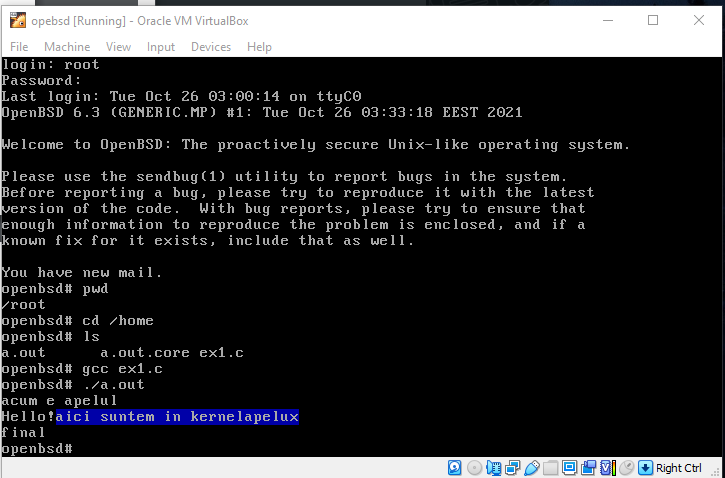 opebsd [Running] - Oracle VM VirtualBox
File Machine View Input Devices Help
login: root
Password:
Last login: Tue Oct 26 03:00:14 on ttyC0
OpenBSD 6.3 (GENERIC.MP) #1: Tue Oct 26 03:33:18 EEST 2021
Welcome to OpenBSD: The proactively secure Unix-like operating system.
Please use the sendbug(1) utility to report bugs in the system.
Before reporting a bug, please try to reproduce it with the latest
version of the code.  With bug reports, please try to ensure that
enough information to reproduce the problem is enclosed, and if a
known fix for it exists, include that as well.
You have new mail.
openbsd# pwd
/root
openbsd# cd /home
openbsd# ls
a.out      a.out.core ex1.c
openbsd# gcc ex1.c
openbsd# ./a.out
acum e apelul
Hello!aici suntem in kernelapelux
final
openbsd#
Right Ctrl